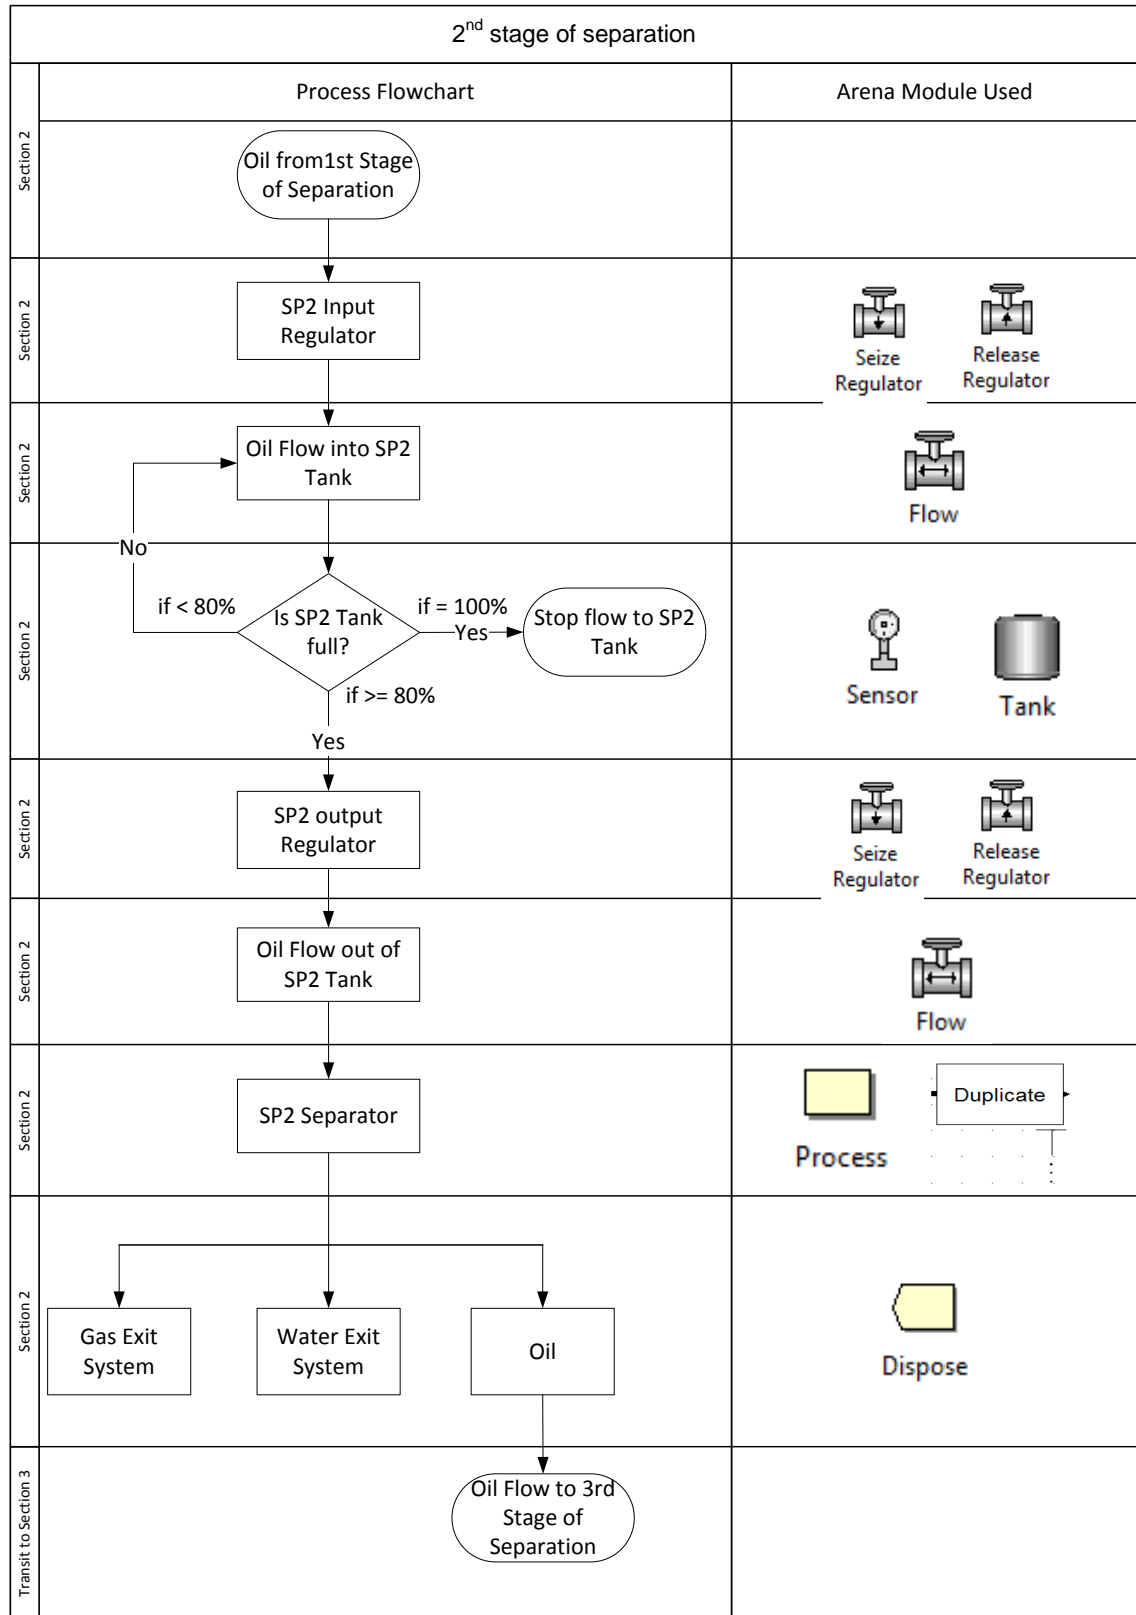 2nd stage of separation
Process Flowchart
Arena Module Used
Section 2
Oil from1st Stage
of Separation
Section 2
SP2 Input
Regulator
Seize
Regulator
Release
Regulator
Section 2
Oil Flow into SP2
Tank
Flow
No
Section 2
if < 80%
Is SP2 Tank
full?
if = 100%
Yes
Stop flow to SP2
Tank
if >= 80%
Yes
Sensor
Tank
Section 2
SP2 output
Regulator
Seize
Regulator
Release
Regulator
Section 2
Oil Flow out of
SP2 Tank
Flow
Section 2
SP2 Separator
Process
Duplicate
Section 2
Gas Exit
System
Water Exit
System
Oil
Dispose
Transit to Section 3
Oil Flow to 3rd
Stage of
Separation